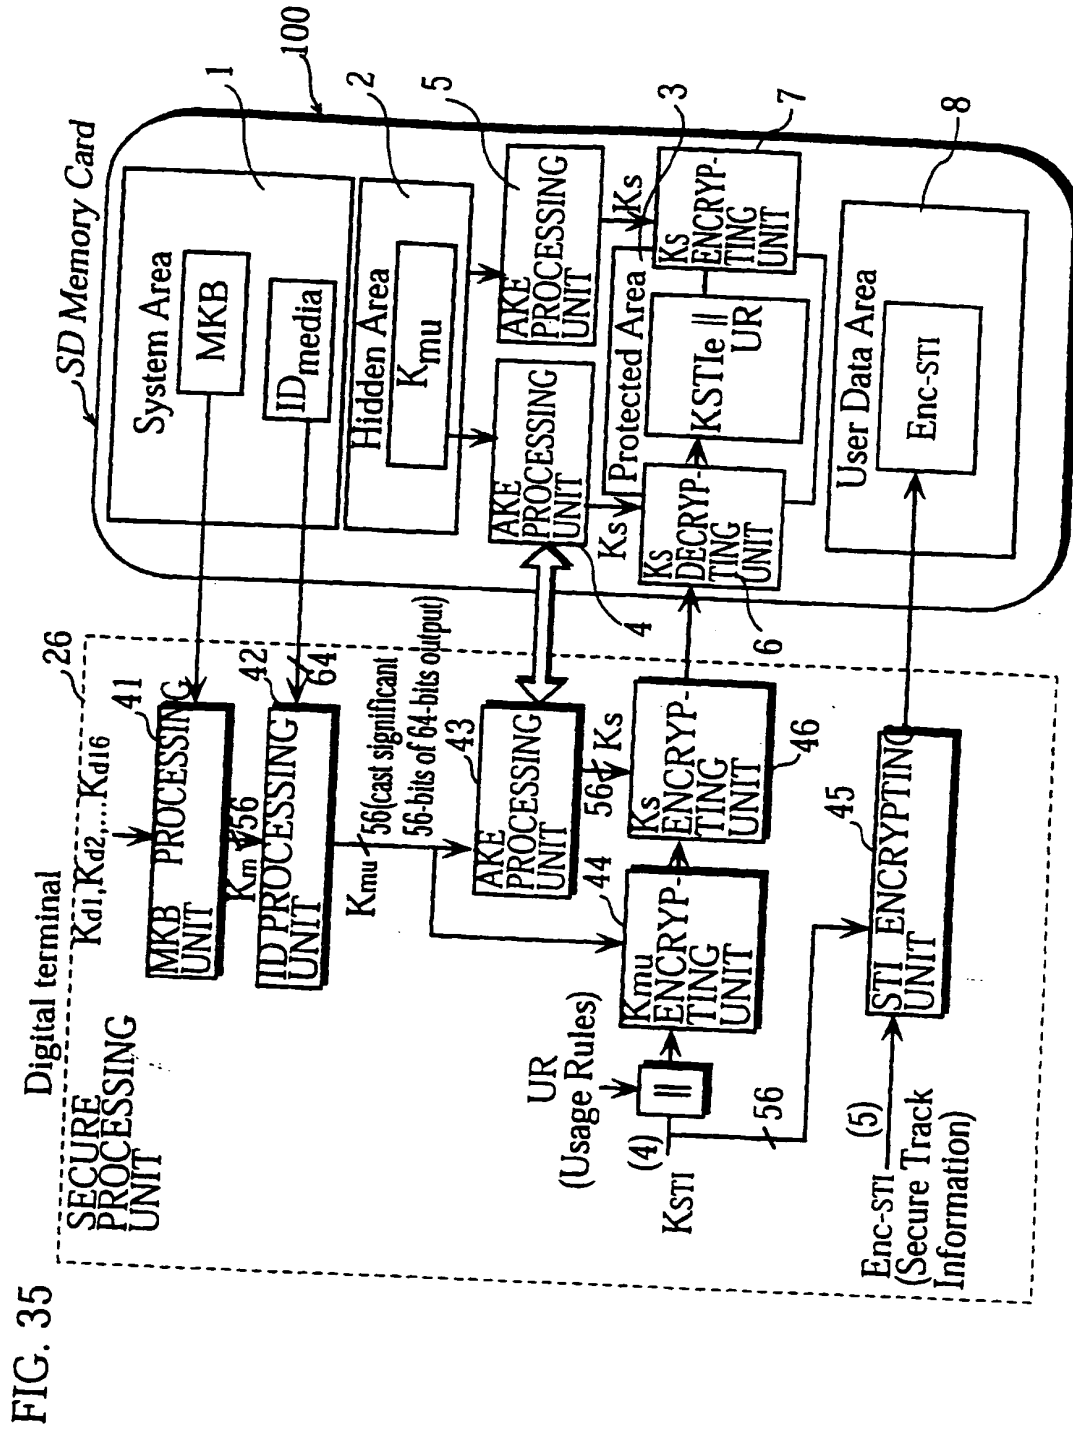 FIG. 35
Digital terminal
26
SECURE
PROCESSING
UNIT
Kd1,Kd2,...Kd16
41
MKB PROCESSING
UNIT
Km
56
42
ID PROCESSING
UNIT
64
Kmu
56(cast significant
56-bits of 64-bits output)
43
AKE
PROCESSING
UNIT
56
Ks
44
Kmu
ENCRYP-
TING
UNIT
Ks
ENCRYP-
TING
UNIT
46
UR
(Usage Rules)
||
(4)
KSTI
56
45
STI ENCRYPTING
UNIT
(5)
Enc-STI
(Secure Track
Information)
SD Memory Card
100
System Area
1
MKB
IDmedia
Hidden Area
2
Kmu
AKE
PROCESSING
UNIT
4
AKE
PROCESSING
UNIT
5
Ks
Ks
3
Protected Area
Ks
DECRYP-
TING
UNIT
6
KSTIe ||
UR
Ks
ENCRYP-
TING
UNIT
7
User Data Area
8
Enc-STI